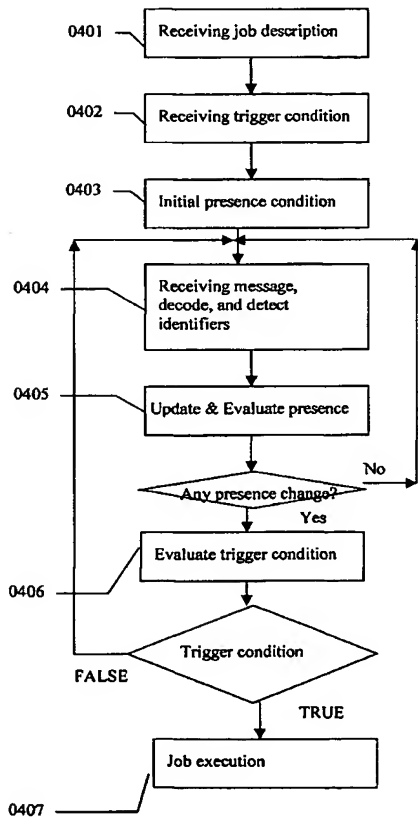 0401
Receiving job description
0402
Receiving trigger condition
0403
Initial presence condition
0404
Receiving message,
decode, and detect
identifiers
0405
Update & Evaluate presence
No
Any presence change?
Yes
Evaluate trigger condition
0406
Trigger condition
FALSE
TRUE
Job execution
0407